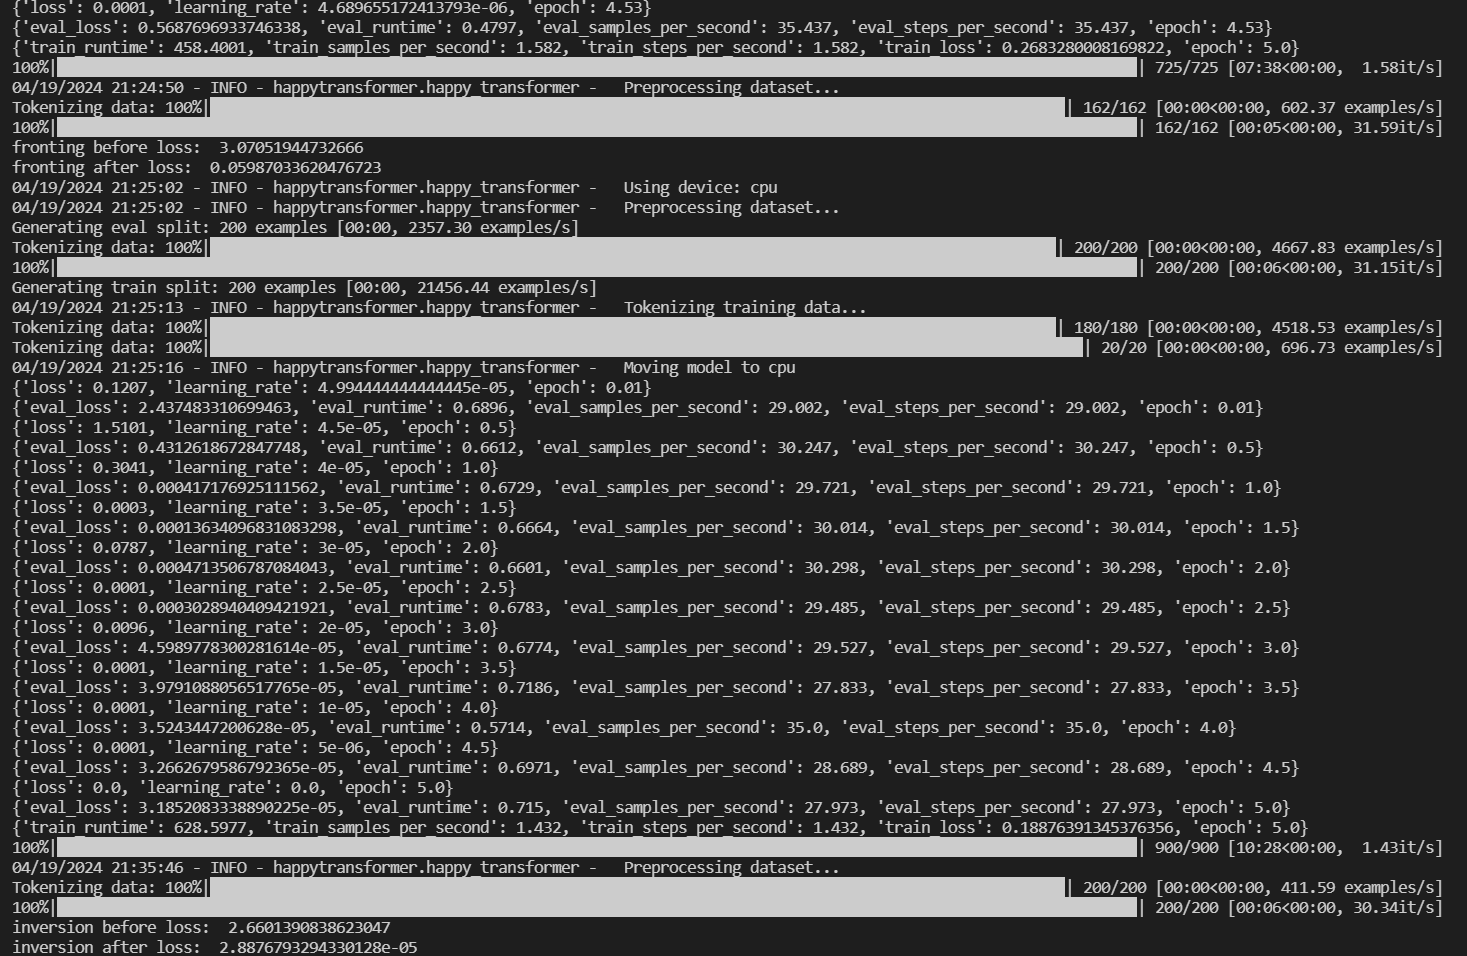 {'loss': 0.0001, 'learning_rate': 4.689655172413793e-06, 'epoch': 4.53}
{'eval_loss': 0.5687696933746338, 'eval_runtime': 0.4797, 'eval_samples_per_second': 35.437, 'eval_steps_per_second': 35.437, 'epoch': 4.53}
{'train_runtime': 458.4001, 'train_samples_per_second': 1.582, 'train_steps_per_second': 1.582, 'train_loss': 0.2683280008169822, 'epoch': 5.0}
100%| | 725/725 [07:38<00:00, 1.58it/s]
04/19/2024 21:24:50 - INFO - happytransformer.happy_transformer - Preprocessing dataset...
Tokenizing data: 100%| | 162/162 [00:00<00:00, 602.37 examples/s]
100%| | 162/162 [00:05<00:00, 31.59it/s]
fronting before loss: 3.07051944732666
fronting after loss: 0.05987033620476723
04/19/2024 21:25:02 - INFO - happytransformer.happy_transformer - Using device: cpu
04/19/2024 21:25:02 - INFO - happytransformer.happy_transformer - Preprocessing dataset...
Generating eval split: 200 examples [00:00, 2357.30 examples/s]
Tokenizing data: 100%| | 200/200 [00:00<00:00, 4667.83 examples/s]
100%| | 200/200 [00:06<00:00, 31.15it/s]
Generating train split: 200 examples [00:00, 21456.44 examples/s]
04/19/2024 21:25:13 - INFO - happytransformer.happy_transformer - Tokenizing training data...
Tokenizing data: 100%| | 180/180 [00:00<00:00, 4518.53 examples/s]
Tokenizing data: 100%| | 20/20 [00:00<00:00, 696.73 examples/s]
04/19/2024 21:25:16 - INFO - happytransformer.happy_transformer - Moving model to cpu
{'loss': 0.1207, 'learning_rate': 4.994444444444445e-05, 'epoch': 0.01}
{'eval_loss': 2.437483310699463, 'eval_runtime': 0.6896, 'eval_samples_per_second': 29.002, 'eval_steps_per_second': 29.002, 'epoch': 0.01}
{'loss': 1.5101, 'learning_rate': 4.5e-05, 'epoch': 0.5}
{'eval_loss': 0.4312618672847748, 'eval_runtime': 0.6612, 'eval_samples_per_second': 30.247, 'eval_steps_per_second': 30.247, 'epoch': 0.5}
{'loss': 0.3041, 'learning_rate': 4e-05, 'epoch': 1.0}
{'eval_loss': 0.000417176925111562, 'eval_runtime': 0.6729, 'eval_samples_per_second': 29.721, 'eval_steps_per_second': 29.721, 'epoch': 1.0}
{'loss': 0.0003, 'learning_rate': 3.5e-05, 'epoch': 1.5}
{'eval_loss': 0.00013634096831083298, 'eval_runtime': 0.6664, 'eval_samples_per_second': 30.014, 'eval_steps_per_second': 30.014, 'epoch': 1.5}
{'loss': 0.0787, 'learning_rate': 3e-05, 'epoch': 2.0}
{'eval_loss': 0.0004713506787084043, 'eval_runtime': 0.6601, 'eval_samples_per_second': 30.298, 'eval_steps_per_second': 30.298, 'epoch': 2.0}
{'loss': 0.0001, 'learning_rate': 2.5e-05, 'epoch': 2.5}
{'eval_loss': 0.0003028940409421921, 'eval_runtime': 0.6783, 'eval_samples_per_second': 29.485, 'eval_steps_per_second': 29.485, 'epoch': 2.5}
{'loss': 0.0096, 'learning_rate': 2e-05, 'epoch': 3.0}
{'eval_loss': 4.5989778300281614e-05, 'eval_runtime': 0.6774, 'eval_samples_per_second': 29.527, 'eval_steps_per_second': 29.527, 'epoch': 3.0}
{'loss': 0.0001, 'learning_rate': 1.5e-05, 'epoch': 3.5}
{'eval_loss': 3.9791088056517765e-05, 'eval_runtime': 0.7186, 'eval_samples_per_second': 27.833, 'eval_steps_per_second': 27.833, 'epoch': 3.5}
{'loss': 0.0001, 'learning_rate': 1e-05, 'epoch': 4.0}
{'eval_loss': 3.5243447200628e-05, 'eval_runtime': 0.5714, 'eval_samples_per_second': 35.0, 'eval_steps_per_second': 35.0, 'epoch': 4.0}
{'loss': 0.0001, 'learning_rate': 5e-06, 'epoch': 4.5}
{'eval_loss': 3.2662679586792365e-05, 'eval_runtime': 0.6971, 'eval_samples_per_second': 28.689, 'eval_steps_per_second': 28.689, 'epoch': 4.5}
{'loss': 0.0, 'learning_rate': 0.0, 'epoch': 5.0}
{'eval_loss': 3.1852083338890225e-05, 'eval_runtime': 0.715, 'eval_samples_per_second': 27.973, 'eval_steps_per_second': 27.973, 'epoch': 5.0}
{'train_runtime': 628.5977, 'train_samples_per_second': 1.432, 'train_steps_per_second': 1.432, 'train_loss': 0.18876391345376356, 'epoch': 5.0}
100%| | 900/900 [10:28<00:00, 1.43it/s]
04/19/2024 21:35:46 - INFO - happytransformer.happy_transformer - Preprocessing dataset...
Tokenizing data: 100%| | 200/200 [00:00<00:00, 411.59 examples/s]
100%| | 200/200 [00:06<00:00, 30.34it/s]
inversion before loss: 2.6601390838623047
inversion after loss: 2.8876793294330128e-05